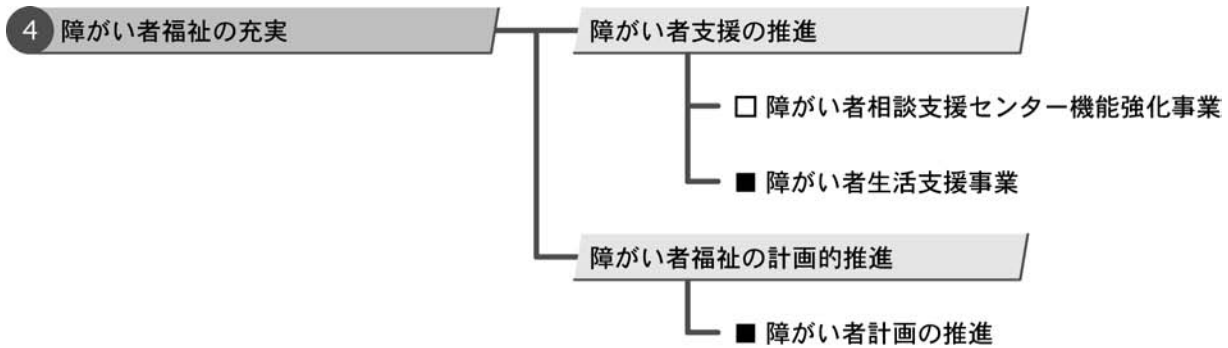 4 障がい者福祉の充実
障がい者支援の推進
□ 障がい者相談支援センター機能強化事業
■ 障がい者生活支援事業
障がい者福祉の計画的推進
■ 障がい者計画の推進